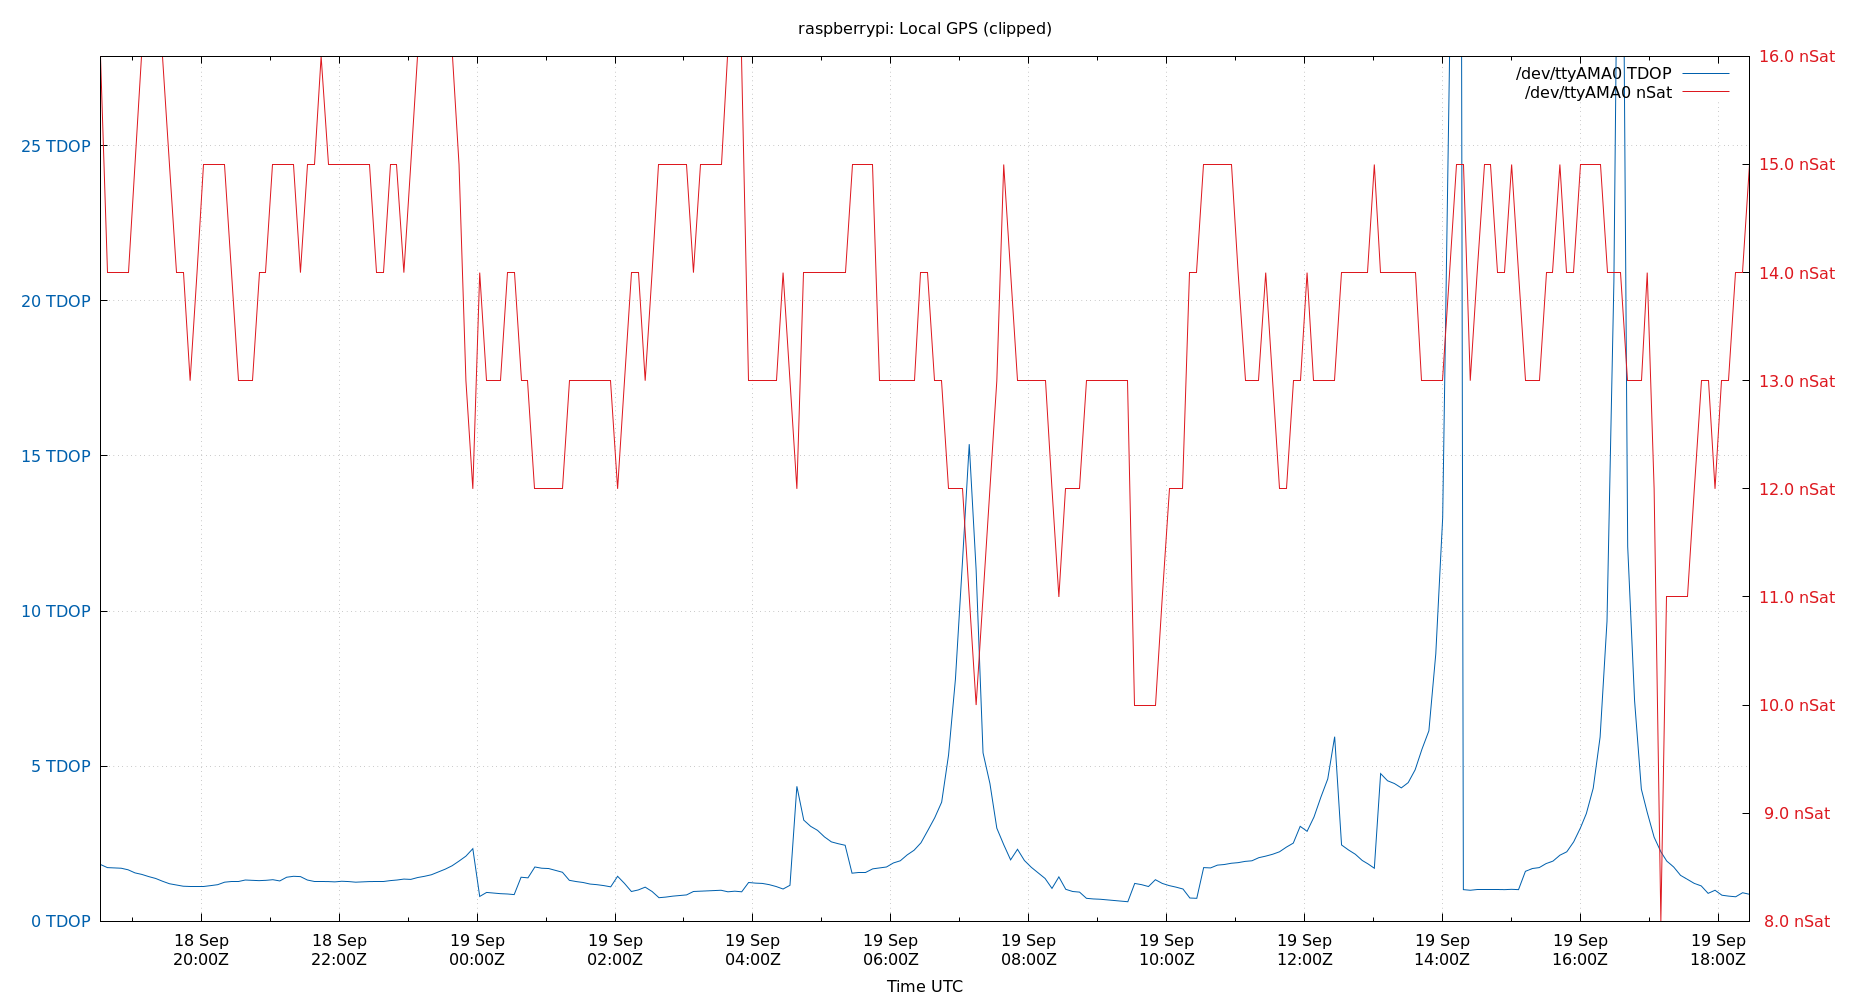 raspberrypi: Local GPS (clipped)
/dev/ttyAMA0 TDOP
/dev/ttyAMA0 nSat
25 TDOP
20 TDOP
15 TDOP
10 TDOP
5 TDOP
0 TDOP
16.0 nSat
15.0 nSat
14.0 nSat
13.0 nSat
12.0 nSat
11.0 nSat
10.0 nSat
9.0 nSat
8.0 nSat
18 Sep
20:00Z
18 Sep
22:00Z
19 Sep
00:00Z
19 Sep
02:00Z
19 Sep
04:00Z
19 Sep
06:00Z
19 Sep
08:00Z
19 Sep
10:00Z
19 Sep
12:00Z
19 Sep
14:00Z
19 Sep
16:00Z
19 Sep
18:00Z
Time UTC